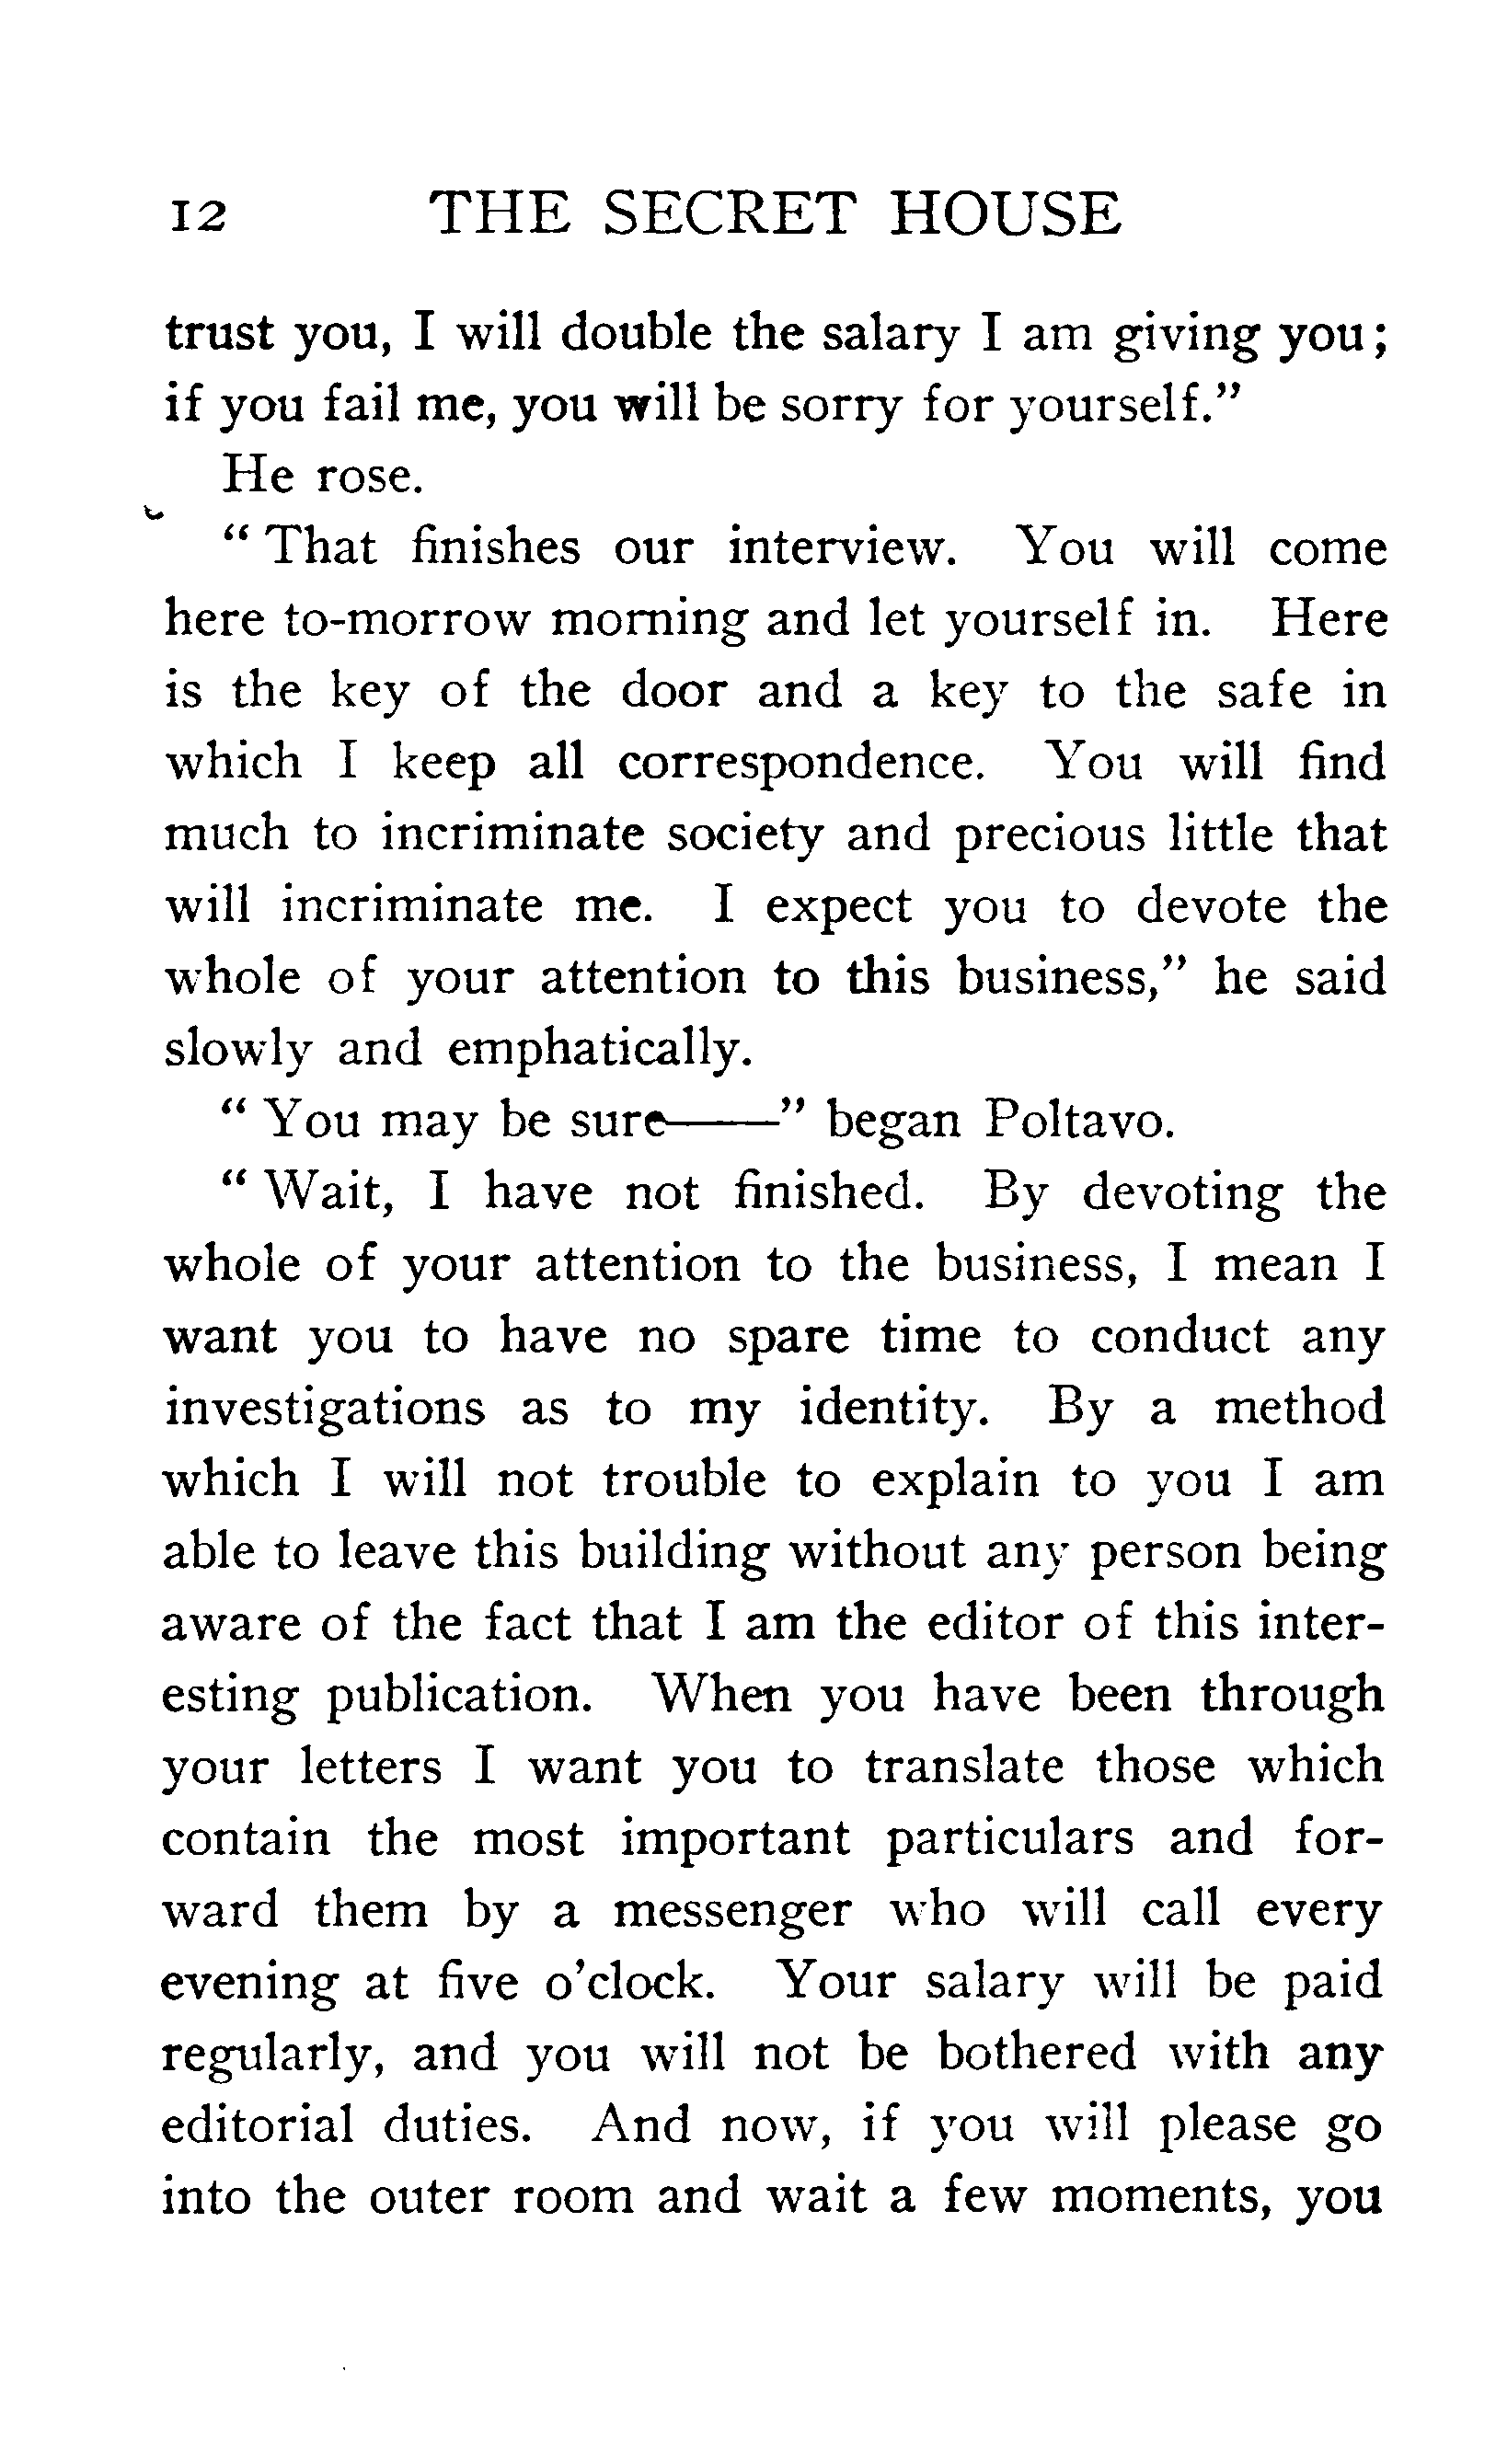 12 THE SECRET HOUSE
trust you, I will double the salary I am giving you;
if you fail me, you will be sorry for yourself.”
He rose.
“ That finishes our interview. You will come
here to-morrow morning and let yourself in. Here
is the key of the door and a key to the safe in
which I keep all correspondence. You will find
much to incriminate society and precious little that
will incriminate me. I expect you to devote the
whole of your attention to this business,” he said
slowly and emphatically.
“ You may be sure——” began Poltavo.
“ Wait, I have not finished. By devoting the
whole of your attention to the business, I mean I
want you to have no spare time to conduct any
investigations as to my identity. By a method
which I will not trouble to explain to you I am
able to leave this building without any person being
aware of the fact that I am the editor of this inter-
esting publication. When you have been through
your letters I want you to translate those which
contain the most important particulars and for-
ward them by a messenger who will call every
evening at five o’clock. Your salary will be paid
regularly, and you will not be bothered with any
editorial duties. And now, if you will please go
into the outer room and wait a few moments, you